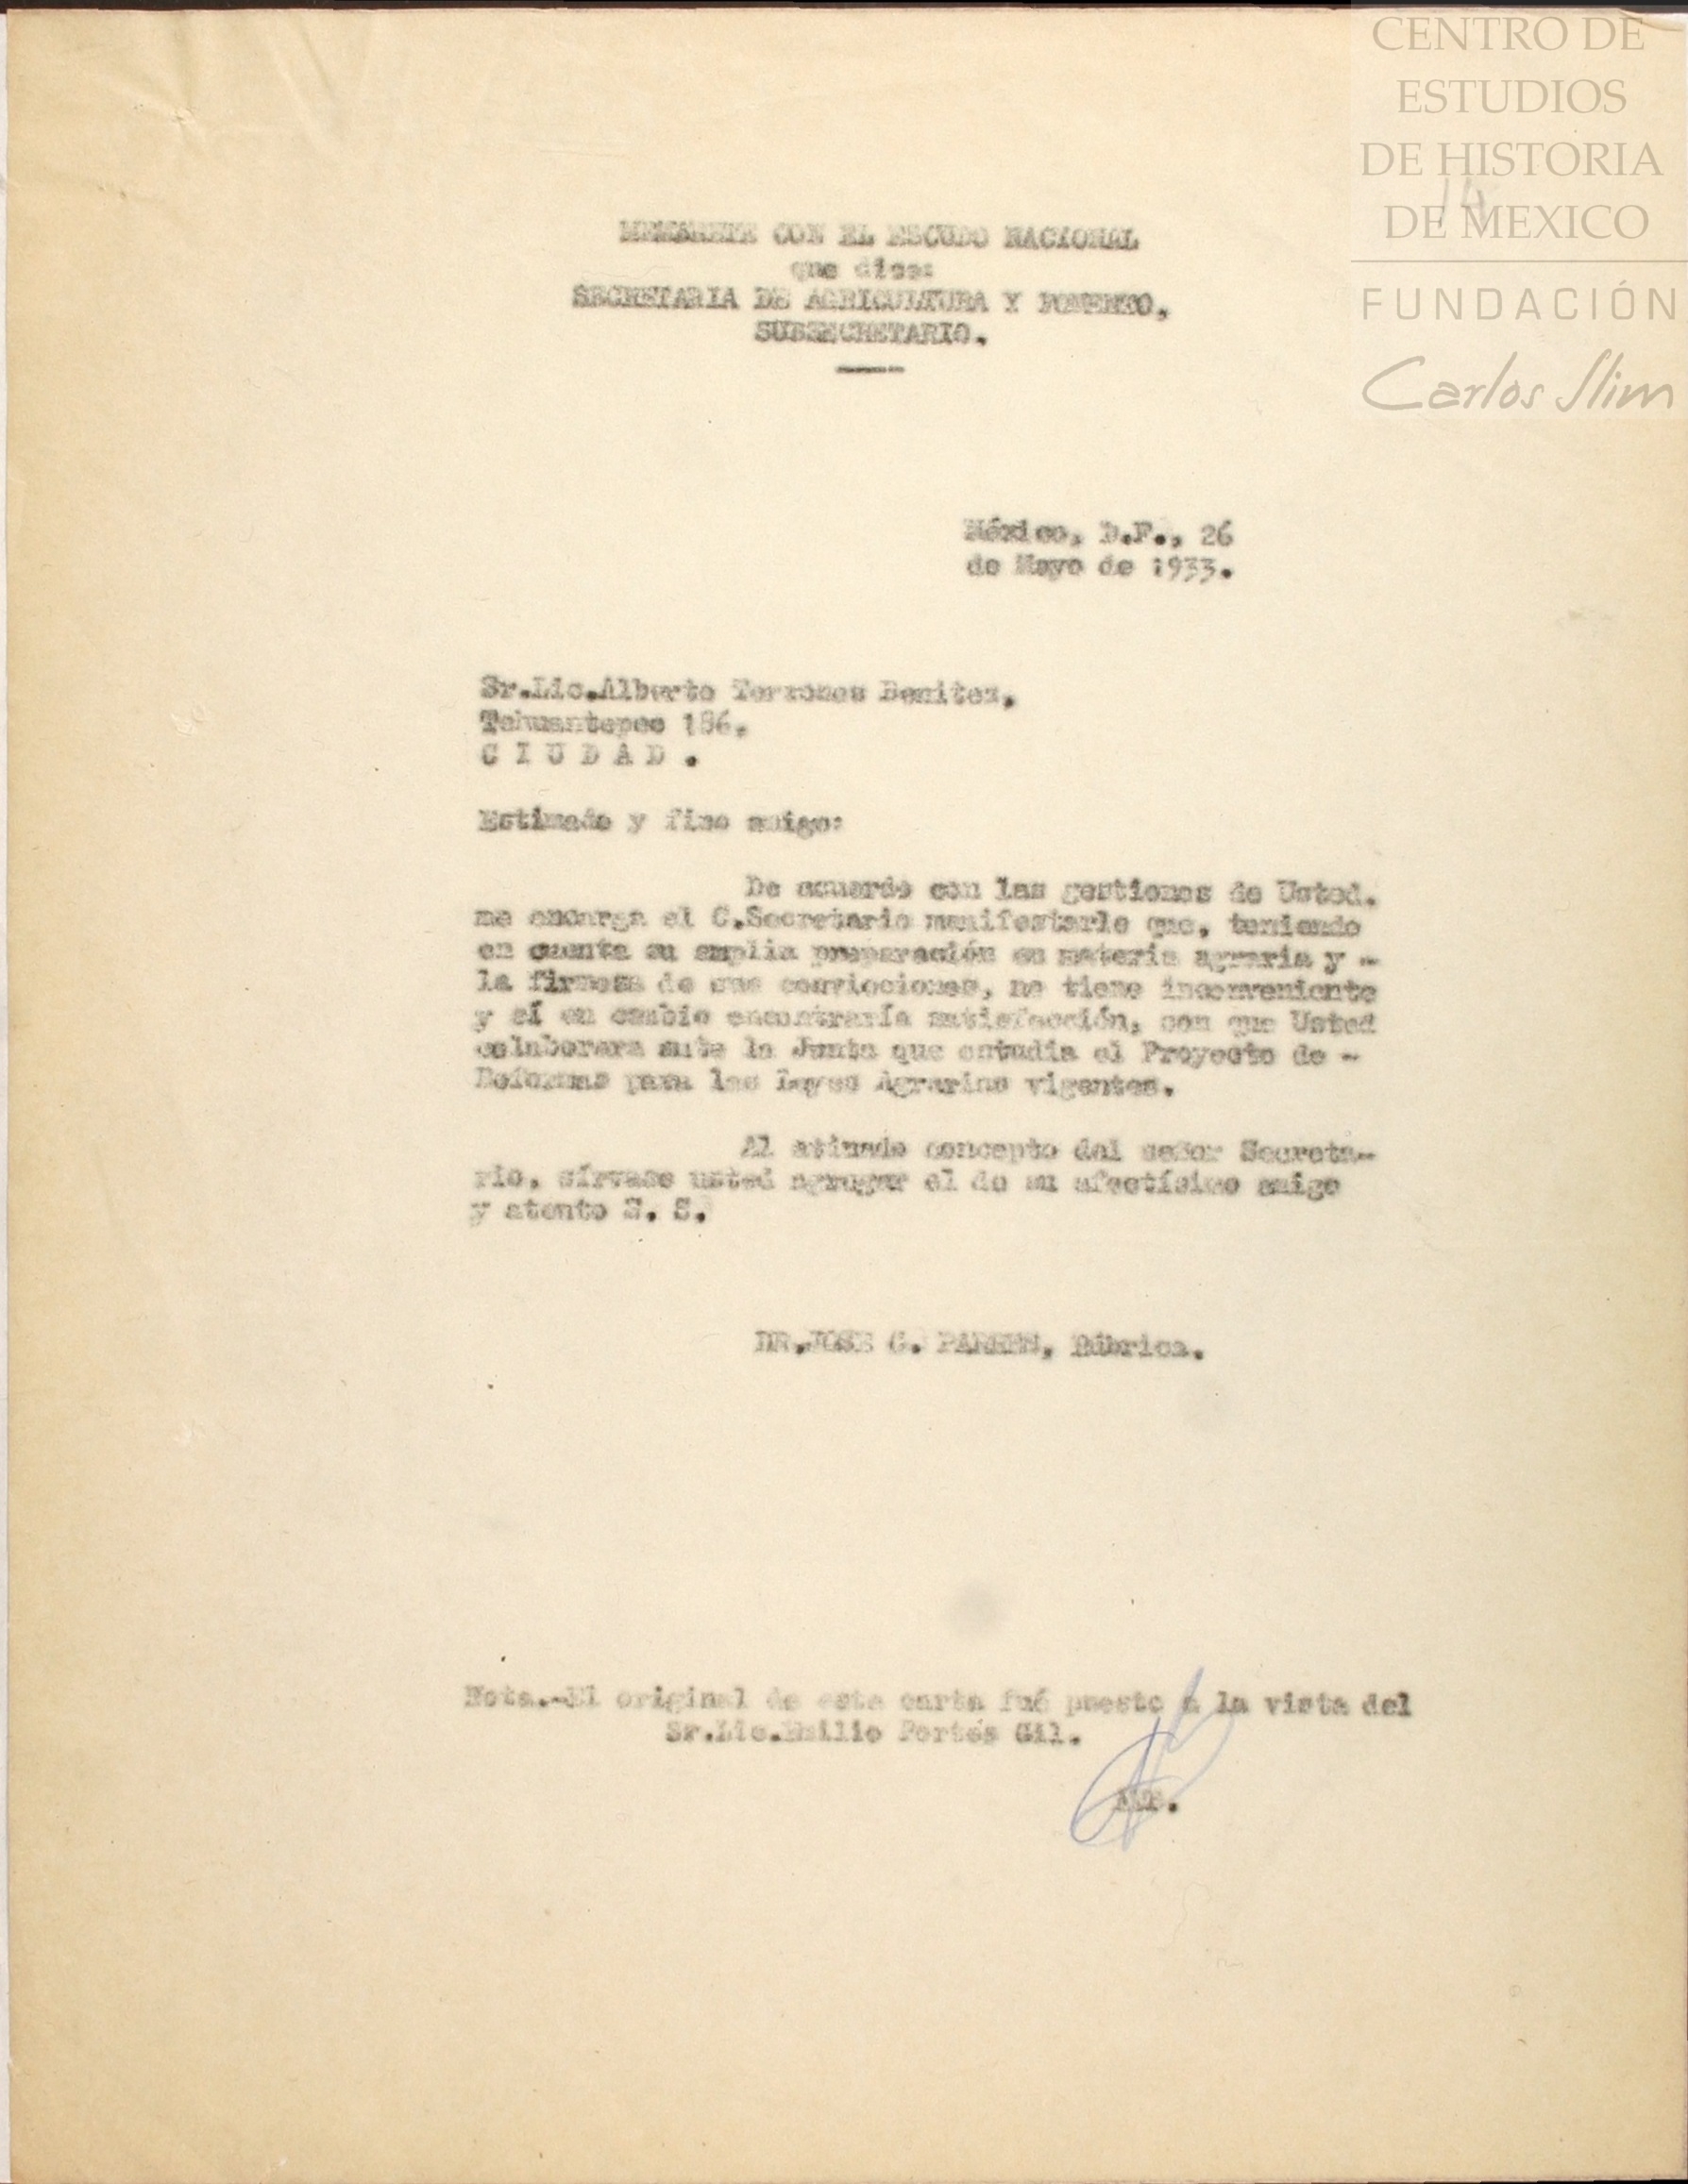 CENTRO DE
ESTUDIOS
DE HISTORIA
DE MEXICO
FUNDACIÓN
Carlos Slim
14
MEMBRETE CON EL ESCUDO NACIONAL
que dice:
SECRETARIA DE AGRICULTURA Y FOMENTO,
SUBSECRETARIO.
México, D.F., 26
de Mayo de 1933.
Sr.Lic.Alberto Terrones Benitez,
Tehuantepec 186.
C I U D A D .
Estimado y fino amigo:
De acuerdo con las gestiones de Usted.
me encarga el C.Secretario manifestarle que, teniendo
en cuenta su amplia preparación en materia agraria y -
la firmeza de sus convicciones, no tiene inconveniente
y sí en cambio encontraría satisfacción, con que Usted
colaborara ante la Junta que estudia el Proyecto de -
Reformas para las Leyes Agrarias vigentes.
Al atinado concepto del señor Secreta-
rio, sírvase usted agregar el de su afectísimo amigo
y atento S. S.
DR.JOSE G. PARRES, Rúbrica.
Nota.-El original de esta carta fué puesto a la vista del
Sr.Lic.Emilio Portes Gil.